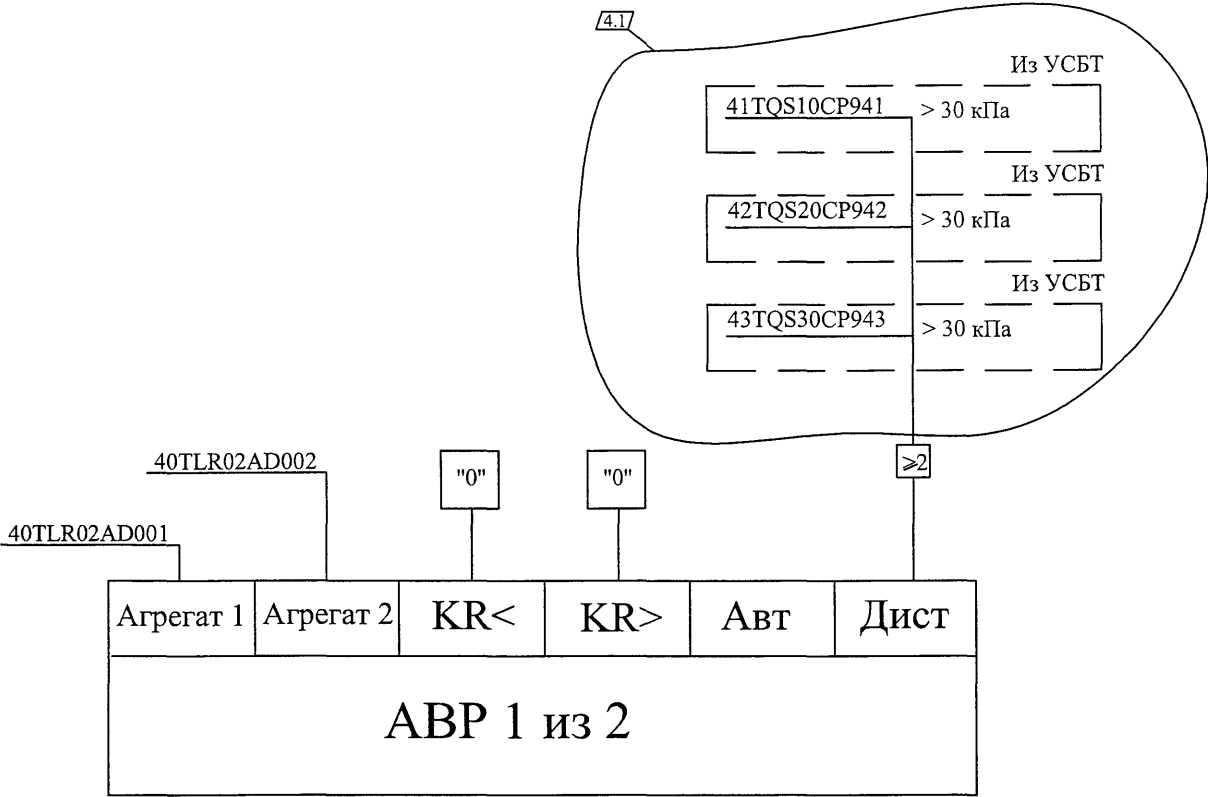 4.1
Из УСБТ
41TQS10CP941 > 30 кПа
Из УСБТ
42TQS20CP942 > 30 кПа
Из УСБТ
43TQS30CP943 > 30 кПа
40TLR02AD002 "0" "0" ⩾2
40TLR02AD001
Агрегат 1 Агрегат 2 KR< KR> Авт Дист
АВР 1 из 2